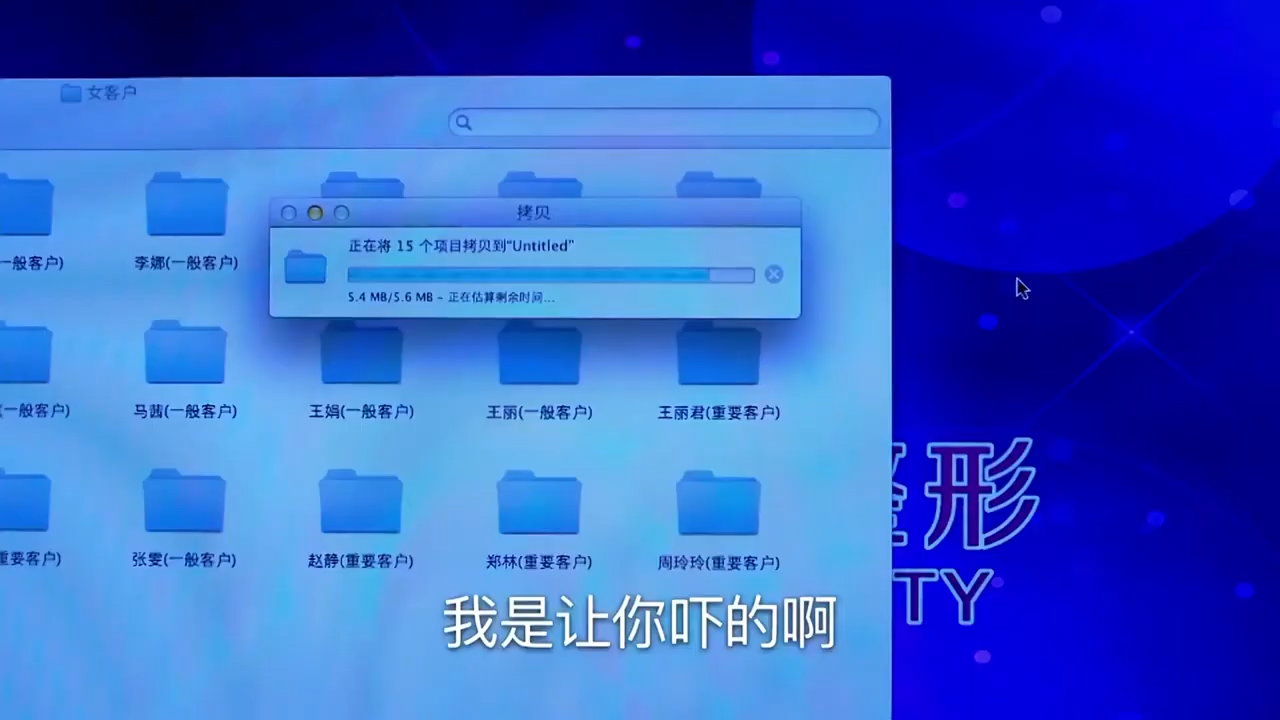 女客户
拷贝
正在将 15 个项目拷贝到“Untitled”
5.4 MB/5.6 MB - 正在估算剩余时间...
一般客户)
李娜(一般客户)
(一般客户)
马茜(一般客户)
王娟(一般客户)
王丽(一般客户)
王丽君(重要客户)
重要客户)
张雯(一般客户)
赵静(重要客户)
郑林(重要客户)
周玲玲(重要客户)
形
TY
我是让你吓的啊